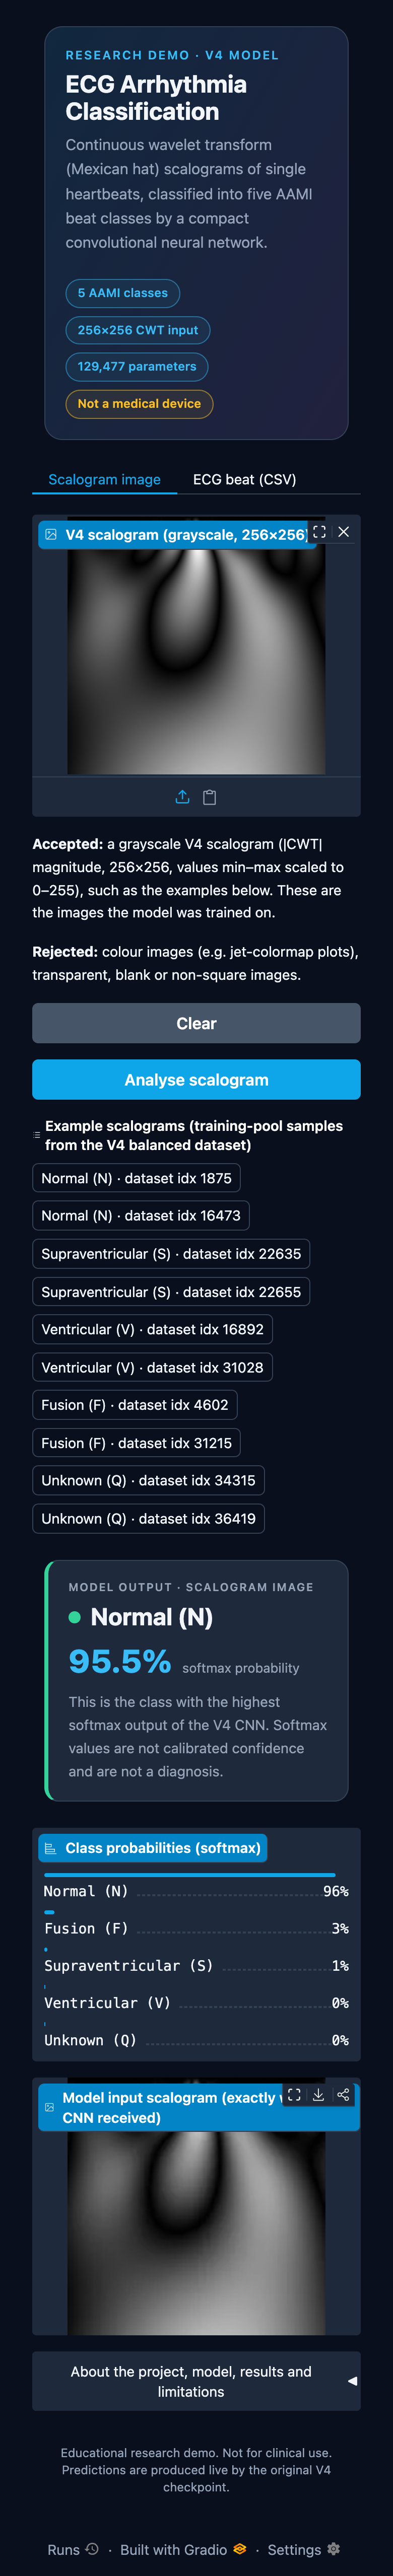 RESEARCH DEMO · V4 MODEL
ECG Arrhythmia
Classification
Continuous wavelet transform
(Mexican hat) scalograms of single
heartbeats, classified into five AAMI
beat classes by a compact
convolutional neural network.
5 AAMI classes
256×256 CWT input
129,477 parameters
Not a medical device
Scalogram image
ECG beat (CSV)
V4 scalogram (grayscale, 256×256)
Accepted: a grayscale V4 scalogram (|CWT|
magnitude, 256×256, values min–max scaled to
0–255), such as the examples below. These are
the images the model was trained on.
Rejected: colour images (e.g. jet-colormap plots),
transparent, blank or non-square images.
Clear
Analyse scalogram
Example scalograms (training-pool samples
from the V4 balanced dataset)
Normal (N) · dataset idx 1875
Normal (N) · dataset idx 16473
Supraventricular (S) · dataset idx 22635
Supraventricular (S) · dataset idx 22655
Ventricular (V) · dataset idx 16892
Ventricular (V) · dataset idx 31028
Fusion (F) · dataset idx 4602
Fusion (F) · dataset idx 31215
Unknown (Q) · dataset idx 34315
Unknown (Q) · dataset idx 36419
MODEL OUTPUT · SCALOGRAM IMAGE
Normal (N)
95.5% softmax probability
This is the class with the highest
softmax output of the V4 CNN. Softmax
values are not calibrated confidence
and are not a diagnosis.
Class probabilities (softmax)
Normal (N) 96%
Fusion (F) 3%
Supraventricular (S) 1%
Ventricular (V) 0%
Unknown (Q) 0%
Model input scalogram (exactly
CNN received)
About the project, model, results and
limitations
Educational research demo. Not for clinical use.
Predictions are produced live by the original V4
checkpoint.
Runs · Built with Gradio · Settings